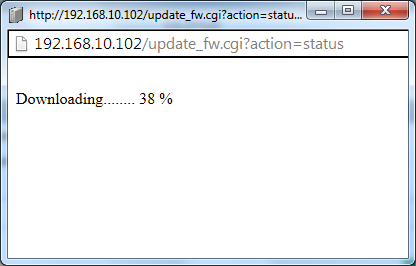 http://192.168.10.102/update_fw.cgi?action=statu...
192.168.10.102/update_fw.cgi?action=status
Downloading........ 38 %